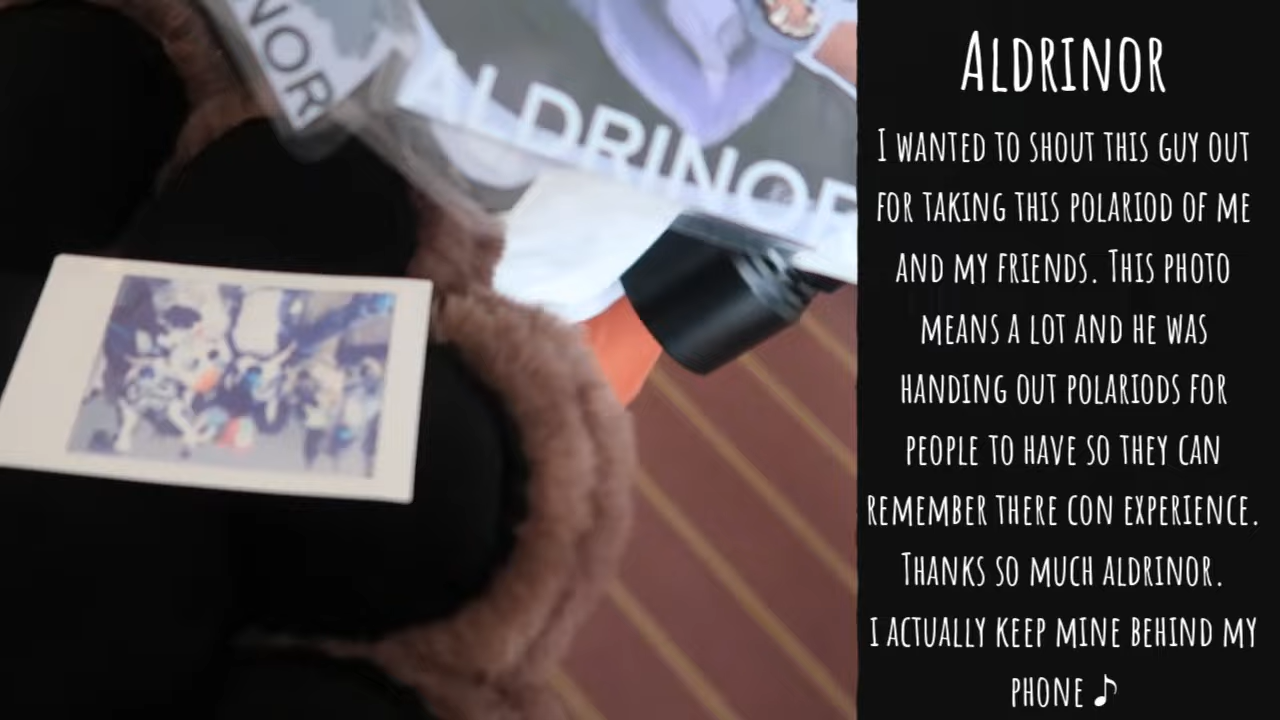 NOR
ALDRINOR
ALDRINOR
I WANTED TO SHOUT THIS GUY OUT
FOR TAKING THIS POLARIOD OF ME
AND MY FRIENDS. THIS PHOTO
MEANS A LOT AND HE WAS
HANDING OUT POLARIODS FOR
PEOPLE TO HAVE SO THEY CAN
REMEMBER THERE CON EXPERIENCE.
THANKS SO MUCH ALDRINOR.
I ACTUALLY KEEP MINE BEHIND MY
PHONE ♪